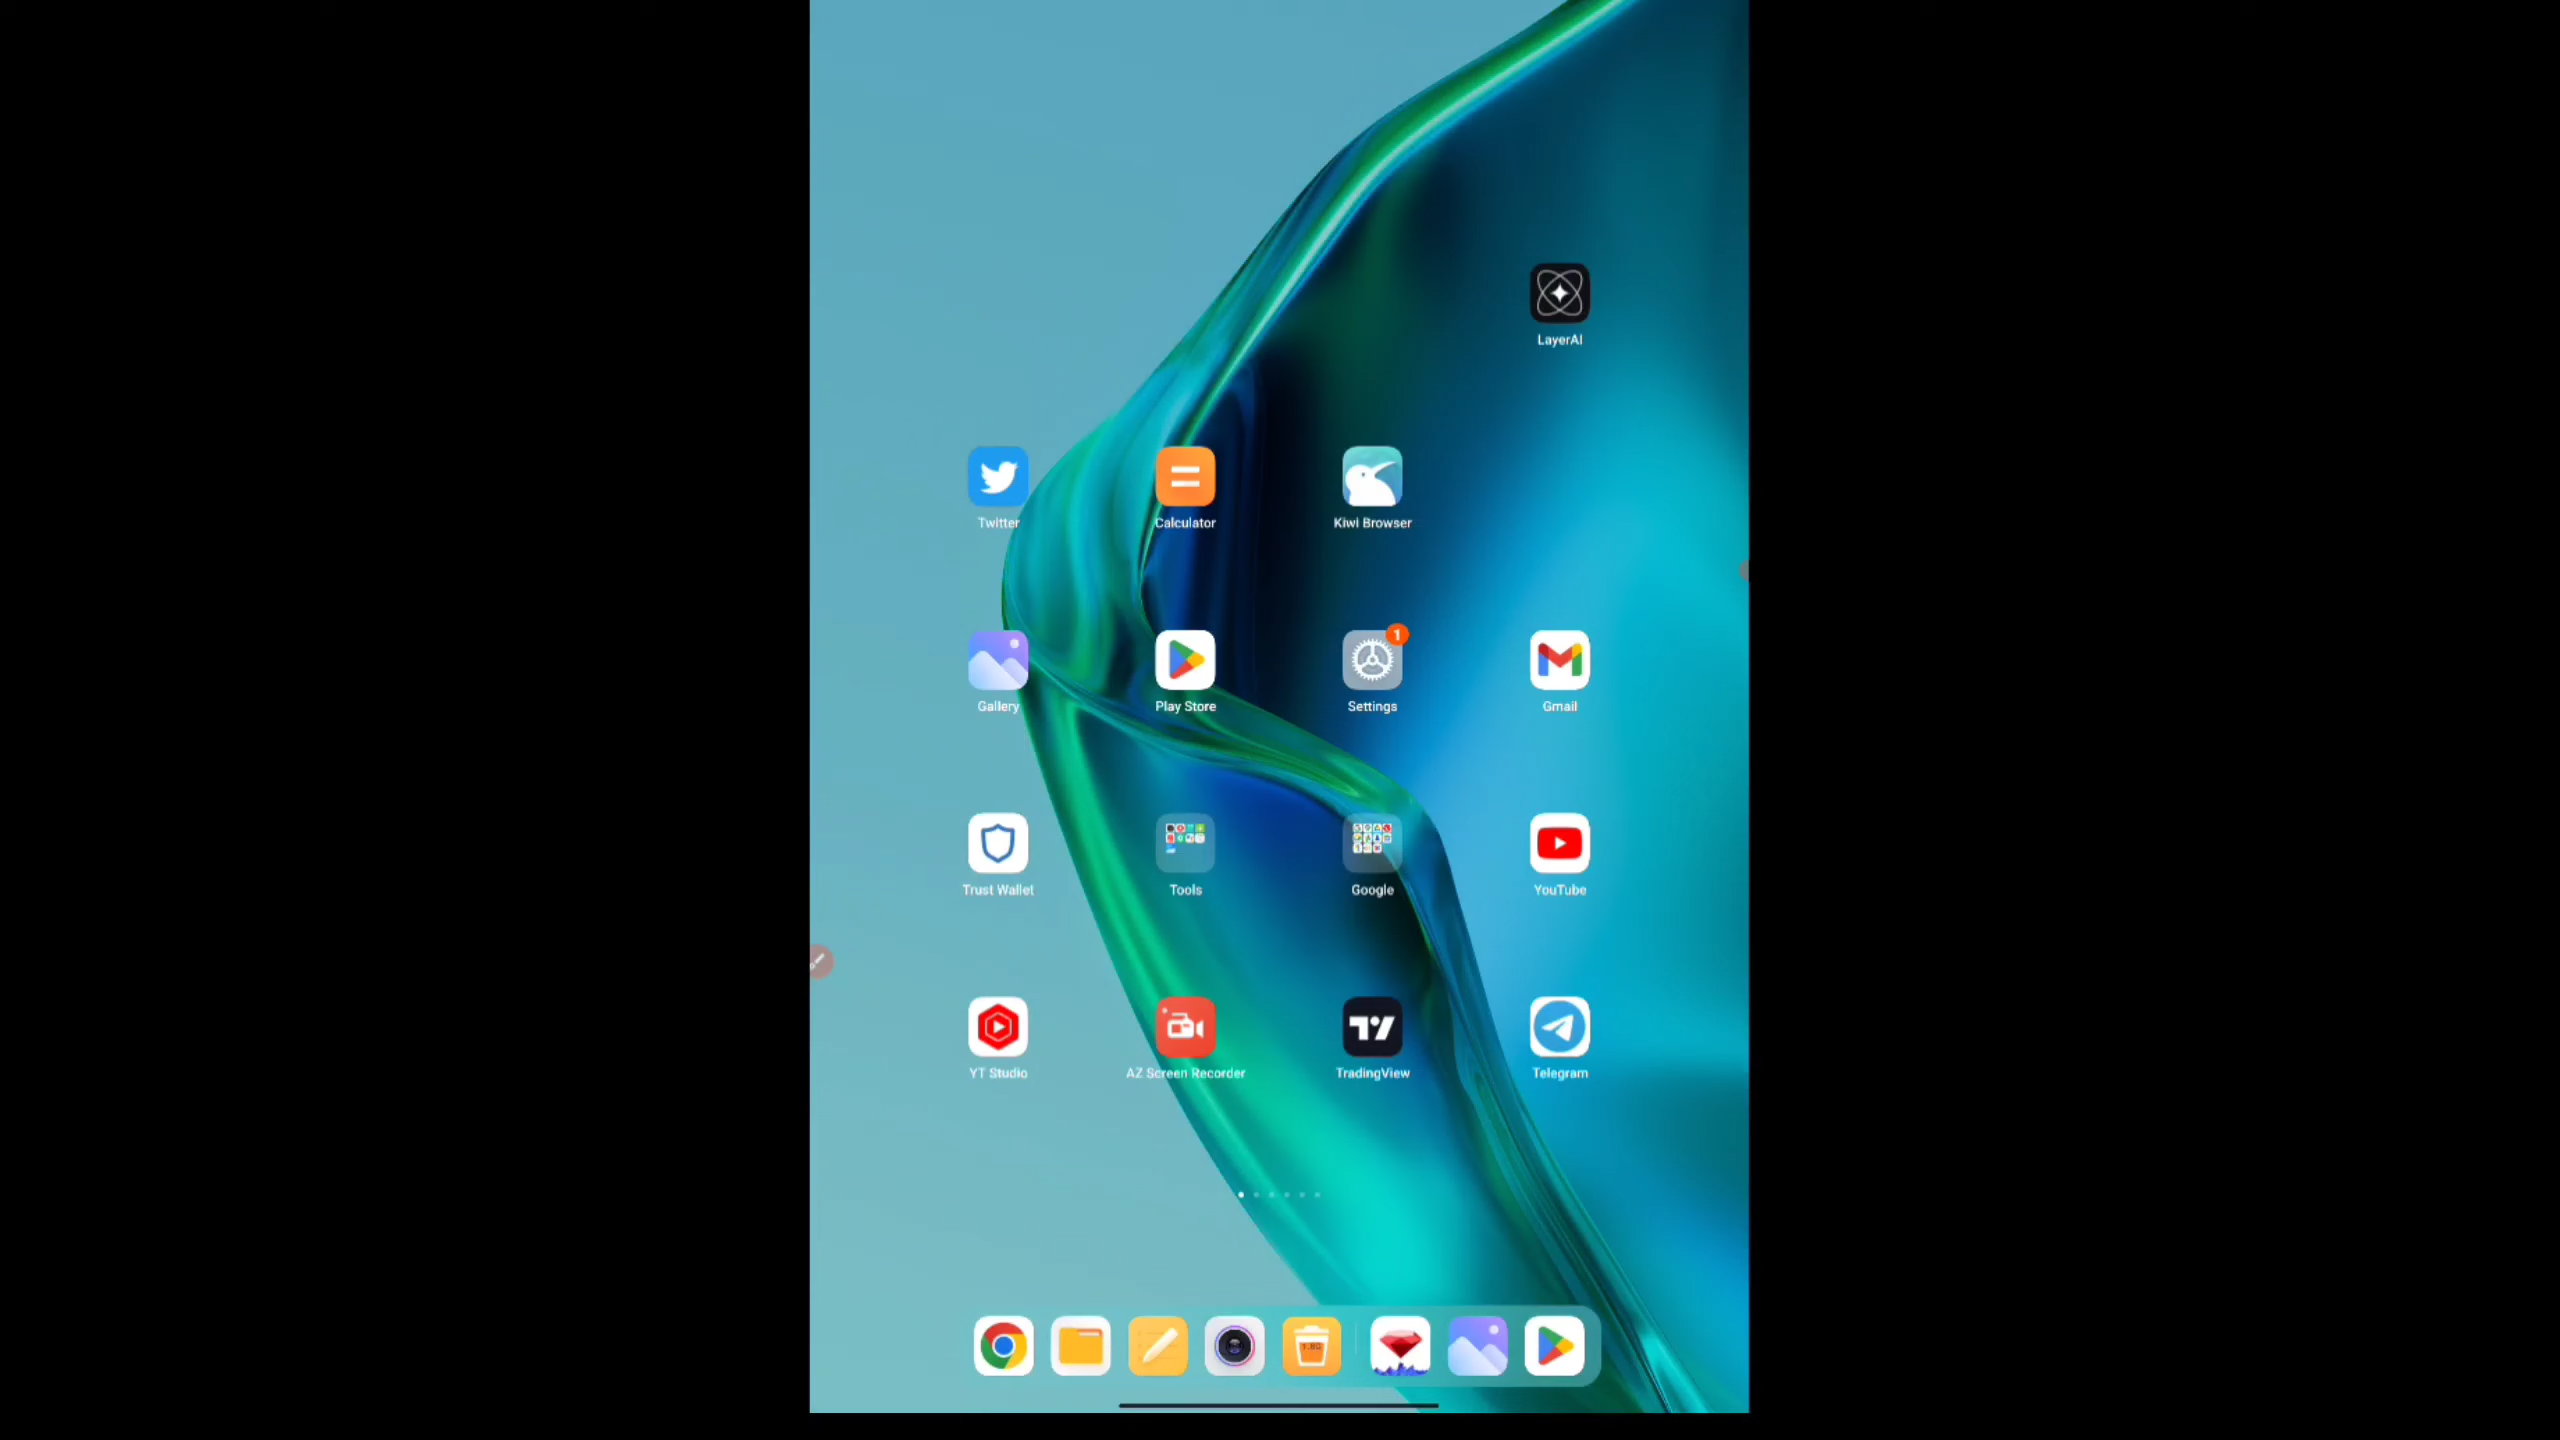 LayerAI
Twitter
Calculator
Kiwi Browser
Gallery
Play Store
1
Settings
Gmail
Trust Wallet
Tools
Google
YouTube
YT Studio
AZ Screen Recorder
TradingView
Telegram